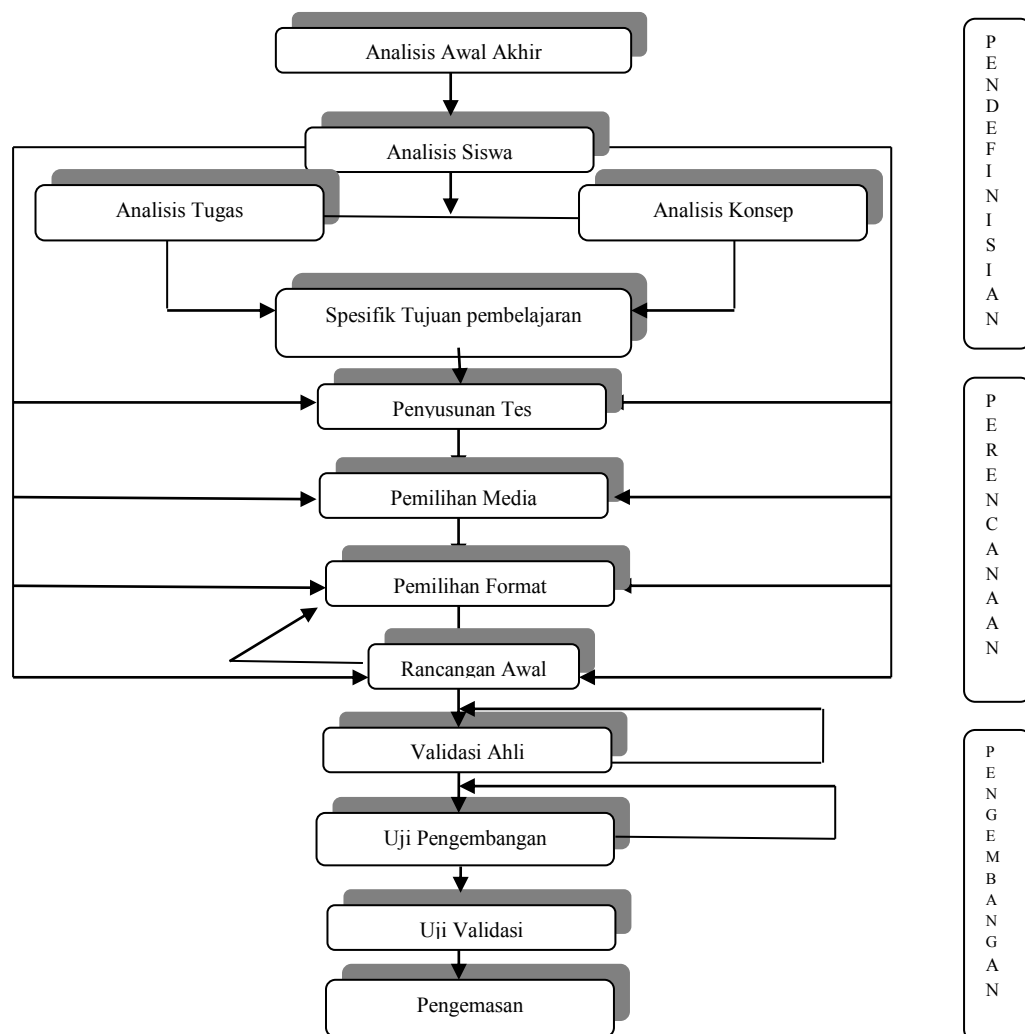 Analisis Awal Akhir
Analisis Siswa
Analisis Tugas
Analisis Konsep
Spesifik Tujuan pembelajaran
Penyusunan Tes
Pemilihan Media
Pemilihan Format
Rancangan Awal
Validasi Ahli
Uji Pengembangan
Uji Validasi
Pengemasan
P
E
N
D
E
F
I
N
I
S
I
A
N
P
E
R
E
N
C
A
N
A
A
N
P
E
N
G
E
M
B
A
N
G
A
N